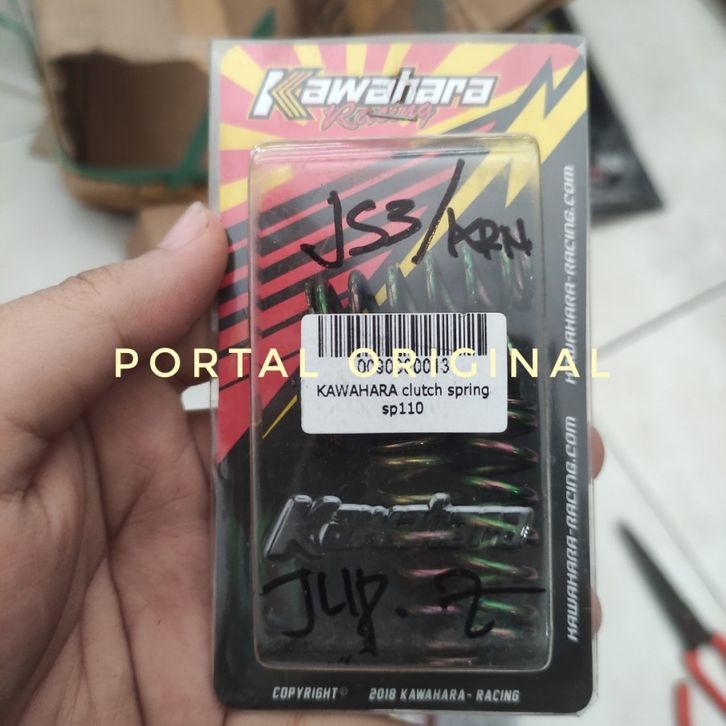 Kawahara
Racing
JS3/KRN
KAWAHARA clutch spring
sp110
PORTAL ORIGINAL
Kawahara
KAWAHARA-RACING.COM
KAWAHARA-RACING.COM
COPYRIGHT© 2018 KAWAHARA- RACING